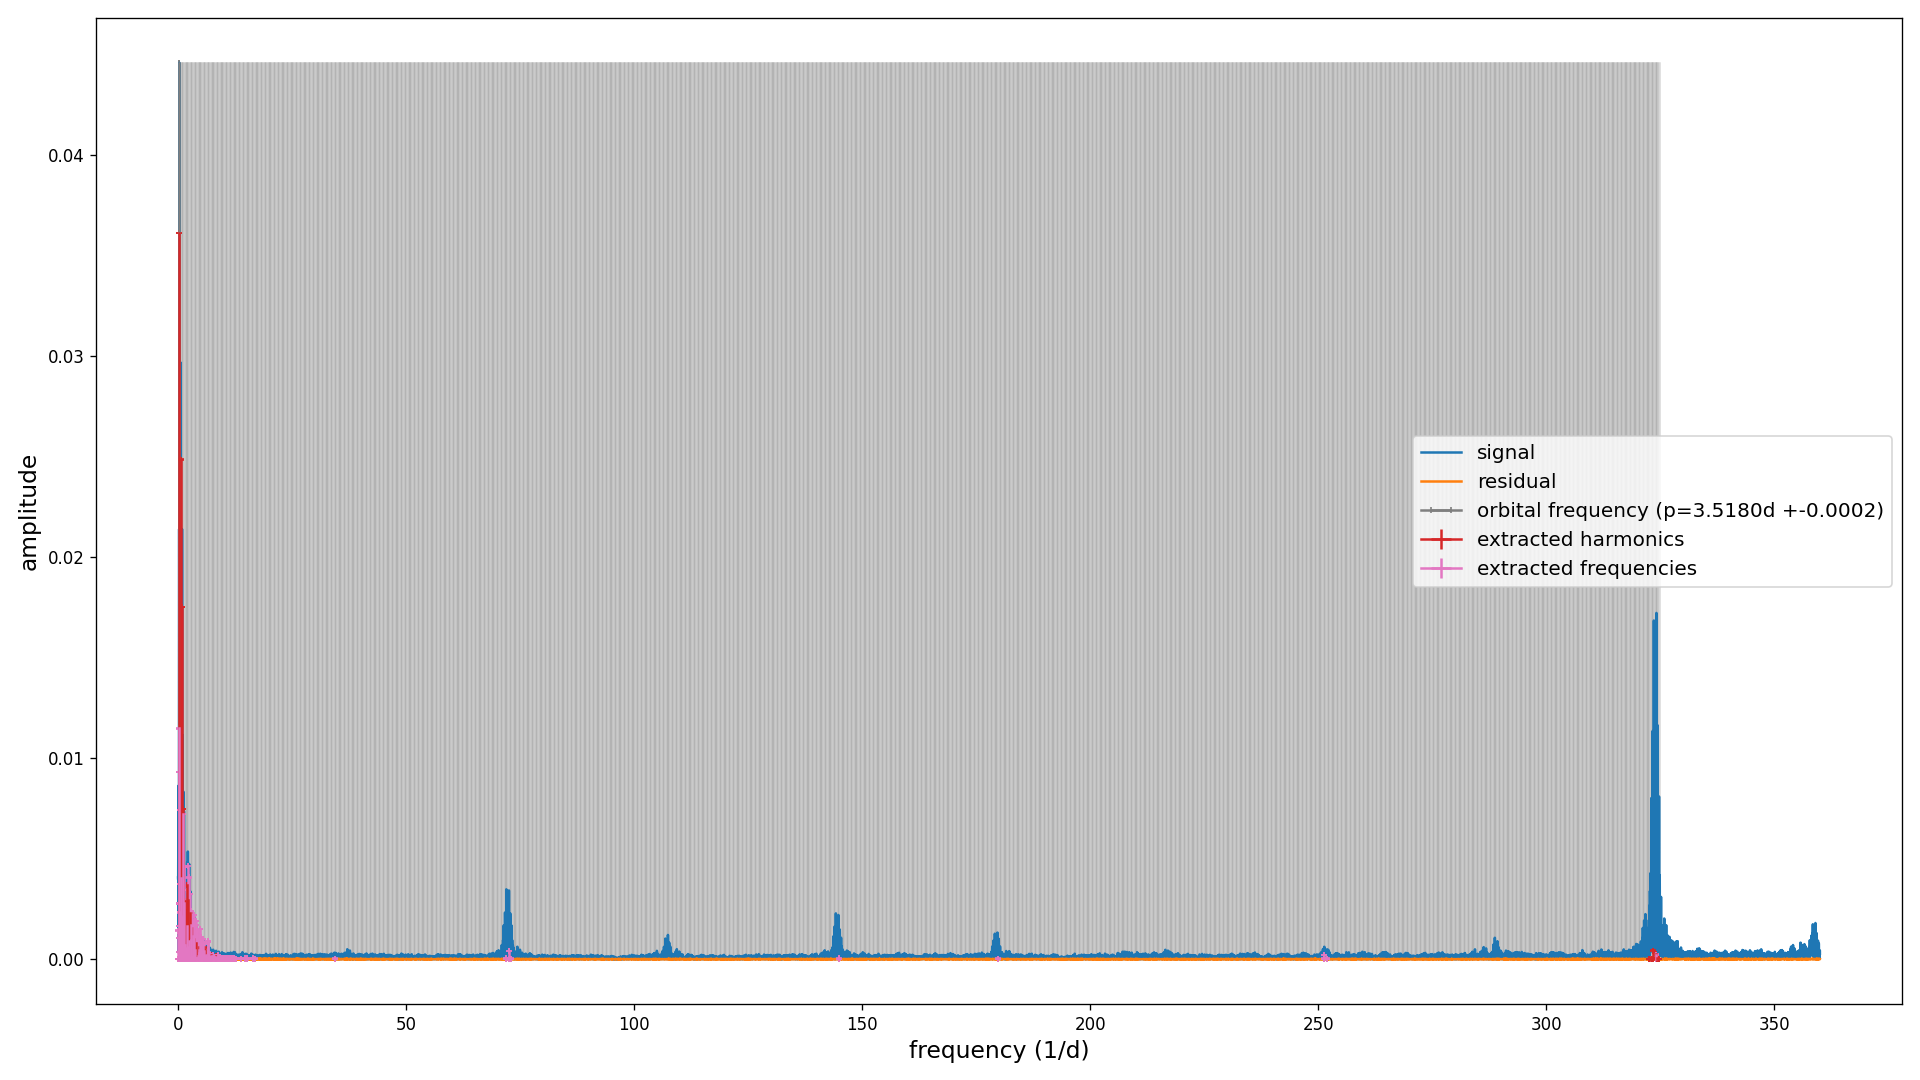 0.04
0.03
0.02
0.01
0.00
amplitude
signal
residual
orbital frequency (p=3.5180d +-0.0002)
extracted harmonics
extracted frequencies
0 50 100 150 200 250 300 350
frequency (1/d)